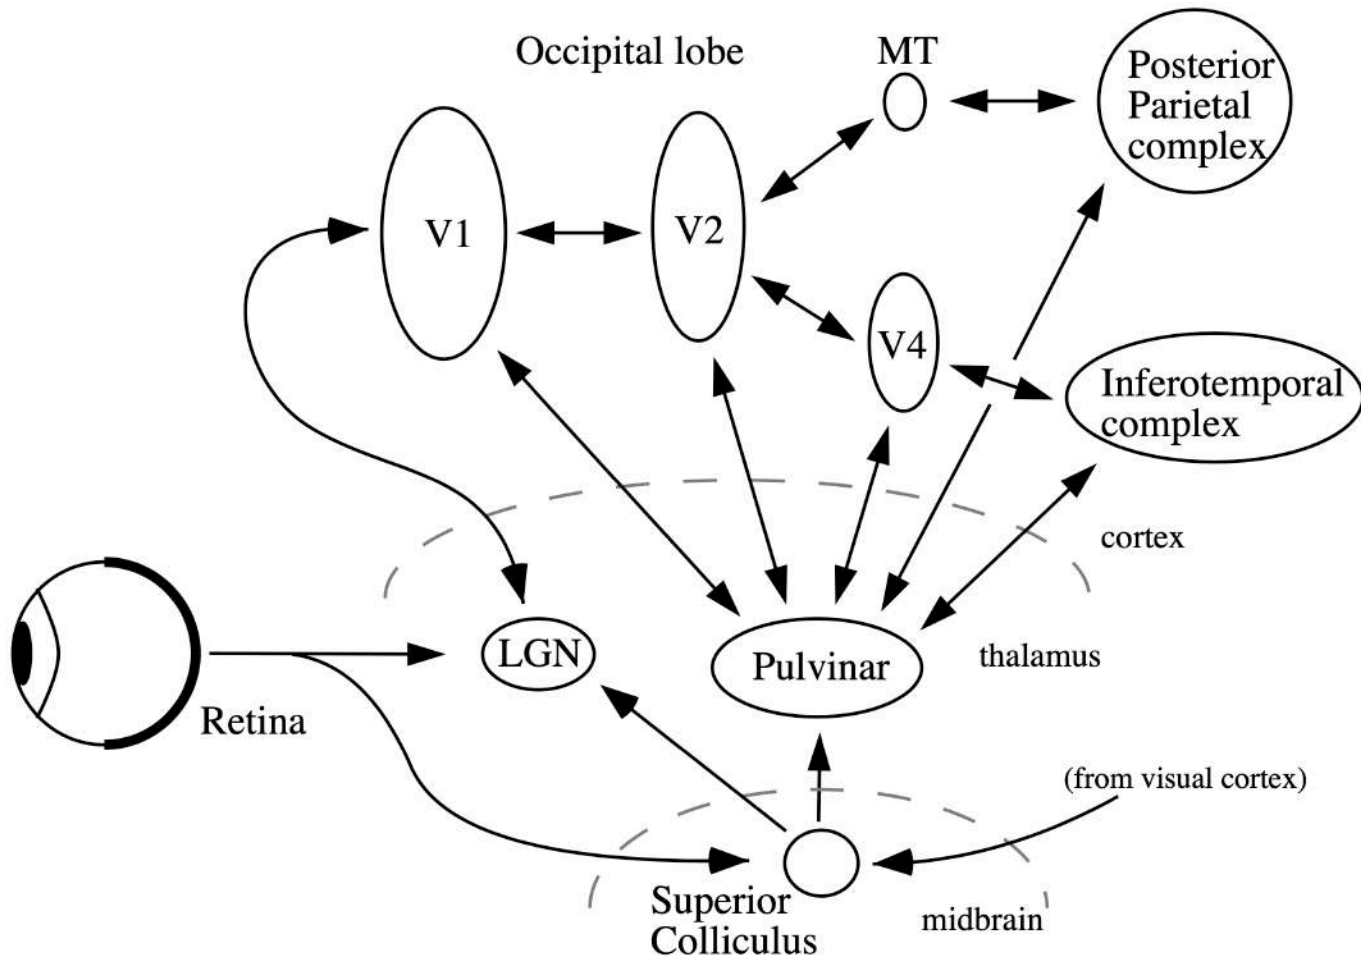 Occipital lobe
MT
Posterior
Parietal
complex
V1
V2
V4
Inferotemporal
complex
cortex
LGN
Pulvinar
thalamus
Retina
(from visual cortex)
Superior
Colliculus
midbrain